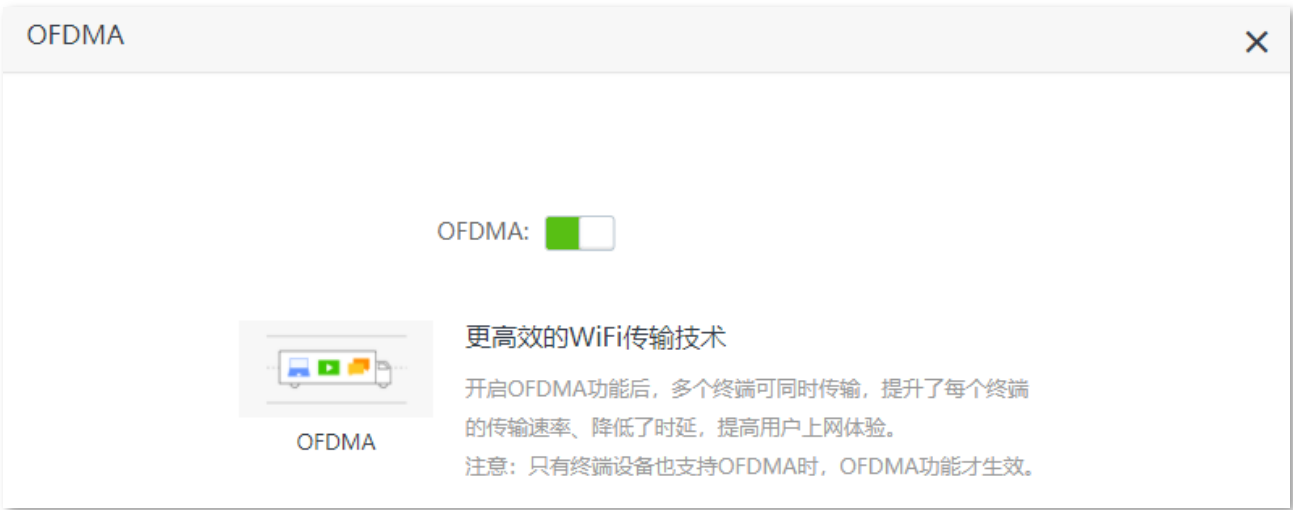 OFDMA
OFDMA:
更高效的WiFi传输技术
开启OFDMA功能后，多个终端可同时传输，提升了每个终端
的传输速率、降低了时延，提高用户上网体验。
注意：只有终端设备也支持OFDMA时，OFDMA功能才生效。
OFDMA